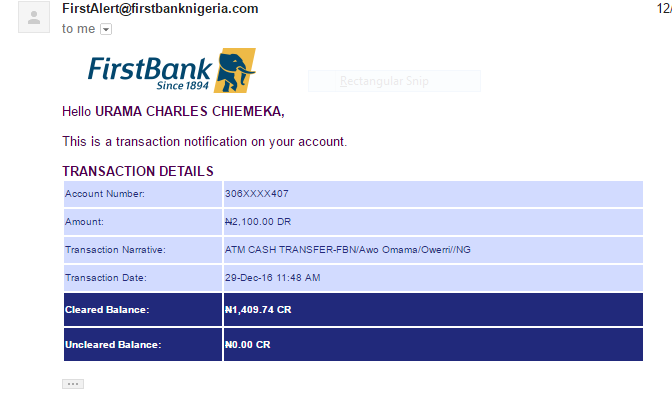 FirstAlert@firstbanknigeria.com 12/
to me
FirstBank
Since 1894
Rectangular Snip
Hello URAMA CHARLES CHIEMEKA,
This is a transaction notification on your account.
TRANSACTION DETAILS
Account Number: 306XXXX407
Amount: ₦2,100.00 DR
Transaction Narrative: ATM CASH TRANSFER-FBN/Awo Omama/Owerri//NG
Transaction Date: 29-Dec-16 11:48 AM
Cleared Balance: ₦1,409.74 CR
Uncleared Balance: ₦0.00 CR